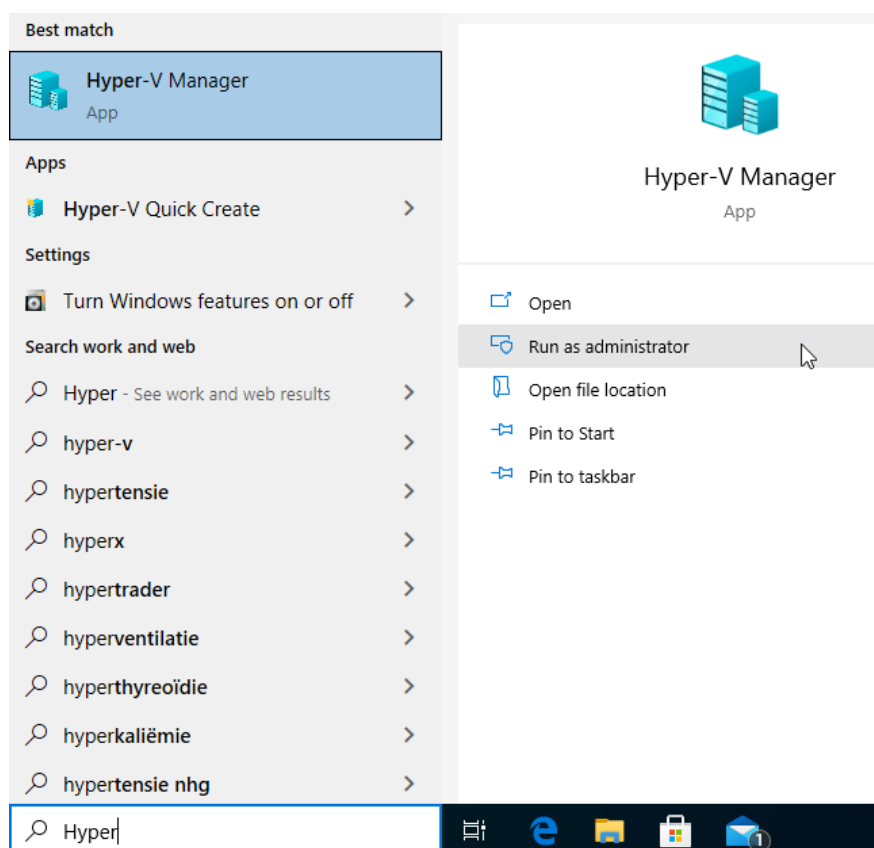 Best match
Hyper-V Manager
App
Apps
Hyper-V Quick Create
Settings
Turn Windows features on or off
Search work and web
Hyper - See work and web results
hyper-v
hypertensie
hyperx
hypertrader
hyperventilatie
hyperthyreoïdie
hyperkaliëmie
hypertensie nhg
Hyper
Hyper-V Manager
App
Open
Run as administrator
Open file location
Pin to Start
Pin to taskbar
1